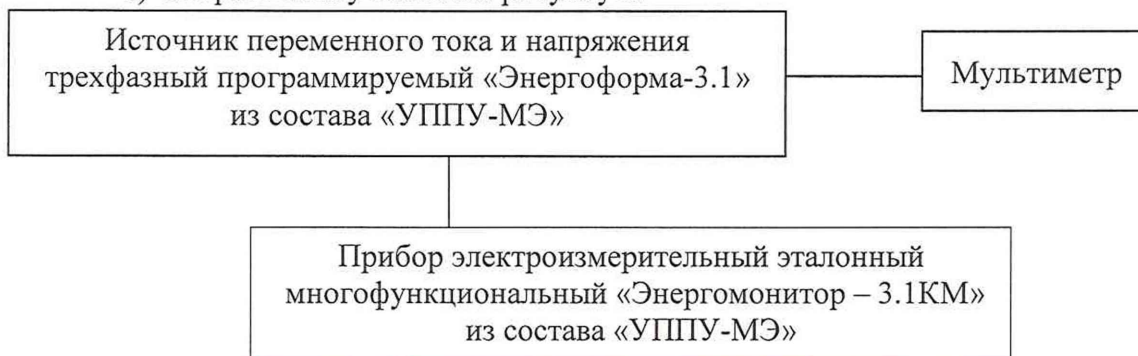 Источник переменного тока и напряжения
трехфазный программируемый «Энергоформа-3.1»
из состава «УППУ-МЭ»
Мультиметр
Прибор электроизмерительный эталонный
многофункциональный «Энергомонитор – 3.1КМ»
из состава «УППУ-МЭ»